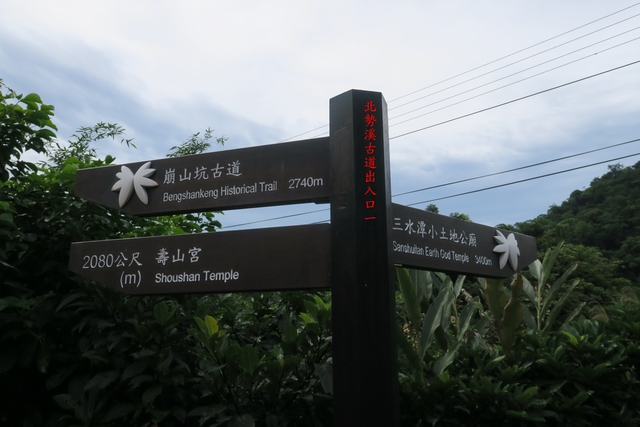 北勢溪古道出入口一
崩山坑古道
Bengshankeng Historical Trail 2740m
2080公尺 壽山宮
(m) Shoushan Temple
三水潭小土地公廟
Sanshuitan Earth God Temple 3400m